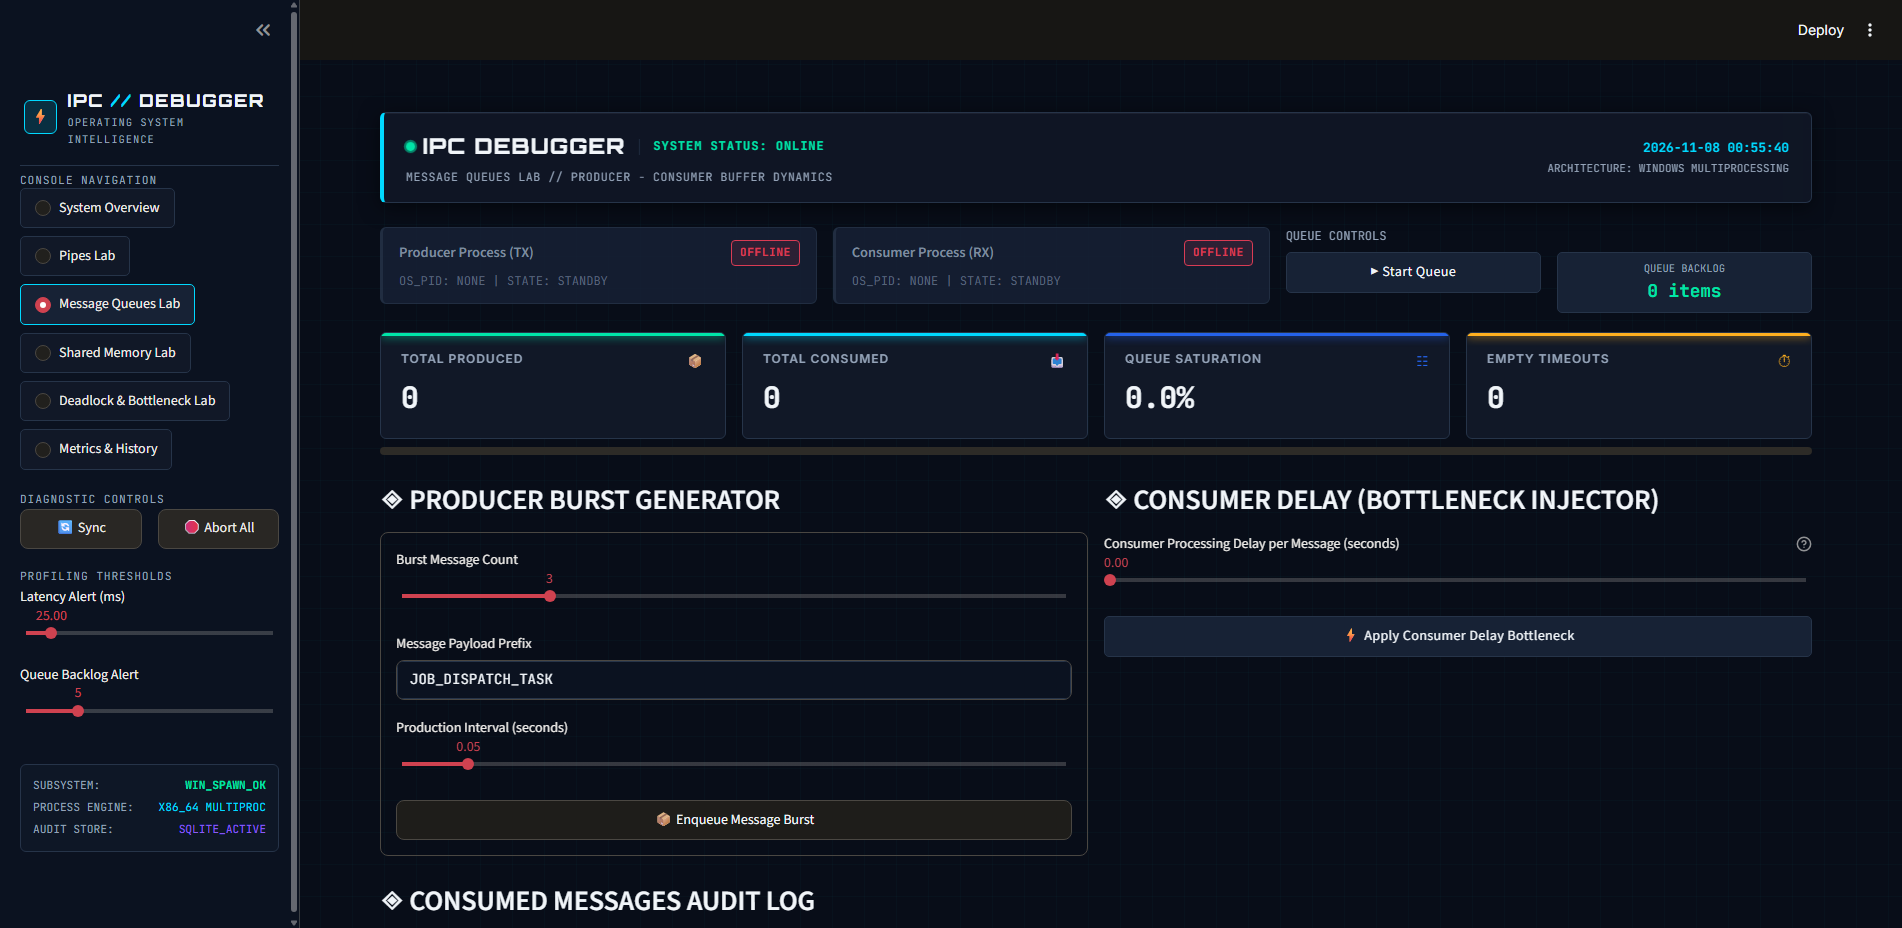 IPC // DEBUGGER
OPERATING SYSTEM
INTELLIGENCE
CONSOLE NAVIGATION
System Overview
Pipes Lab
Message Queues Lab
Shared Memory Lab
Deadlock & Bottleneck Lab
Metrics & History
DIAGNOSTIC CONTROLS
Sync
Abort All
PROFILING THRESHOLDS
Latency Alert (ms)
25.00
Queue Backlog Alert
5
SUBSYSTEM: WIN_SPAWN_OK
PROCESS ENGINE: X86_64 MULTIPROC
AUDIT STORE: SQLITE_ACTIVE
Deploy
IPC DEBUGGER
SYSTEM STATUS: ONLINE
MESSAGE QUEUES LAB // PRODUCER - CONSUMER BUFFER DYNAMICS
2026-11-08 00:55:40
ARCHITECTURE: WINDOWS MULTIPROCESSING
Producer Process (TX)
OFFLINE
OS_PID: NONE | STATE: STANDBY
Consumer Process (RX)
OFFLINE
OS_PID: NONE | STATE: STANDBY
QUEUE CONTROLS
Start Queue
QUEUE BACKLOG
0 items
TOTAL PRODUCED
0
TOTAL CONSUMED
0
QUEUE SATURATION
0.0%
EMPTY TIMEOUTS
0
PRODUCER BURST GENERATOR
Burst Message Count
3
Message Payload Prefix
JOB_DISPATCH_TASK
Production Interval (seconds)
0.05
Enqueue Message Burst
CONSUMER DELAY (BOTTLENECK INJECTOR)
Consumer Processing Delay per Message (seconds)
0.00
Apply Consumer Delay Bottleneck
CONSUMED MESSAGES AUDIT LOG